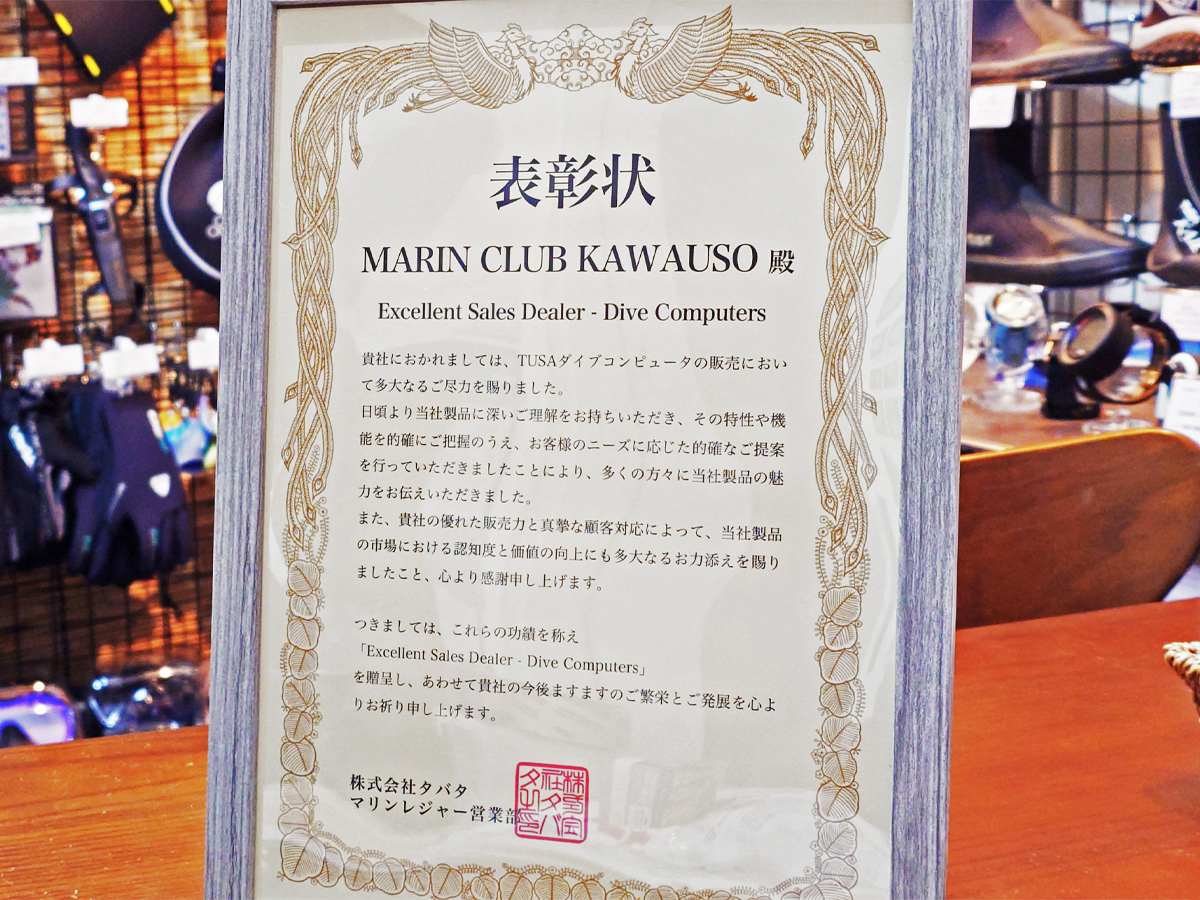 表彰状
MARIN CLUB KAWAUSO 殿
Excellent Sales Dealer - Dive Computers
貴社におかれましては、TUSAダイブコンピュータの販売におい
て多大なるご尽力を賜りました。
日頃より当社製品に深いご理解をお持ちいただき、その特性や機
能を的確にご把握のうえ、お客様のニーズに応じた的確なご提案
を行っていただきましたことにより、多くの方々に当社製品の魅
力をお伝えいただきました。
また、貴社の優れた販売力と真摯な顧客対応によって、当社製品
の市場における認知度と価値の向上にも多大なるお力添えを賜り
ましたこと、心より感謝申し上げます。
つきましては、これらの功績を称え
「Excellent Sales Dealer - Dive Computers」
を贈呈し、あわせて貴社の今後ますますのご繁栄とご発展を心よ
りお祈り申し上げます。
株式会社タバタ
マリンレジャー営業部